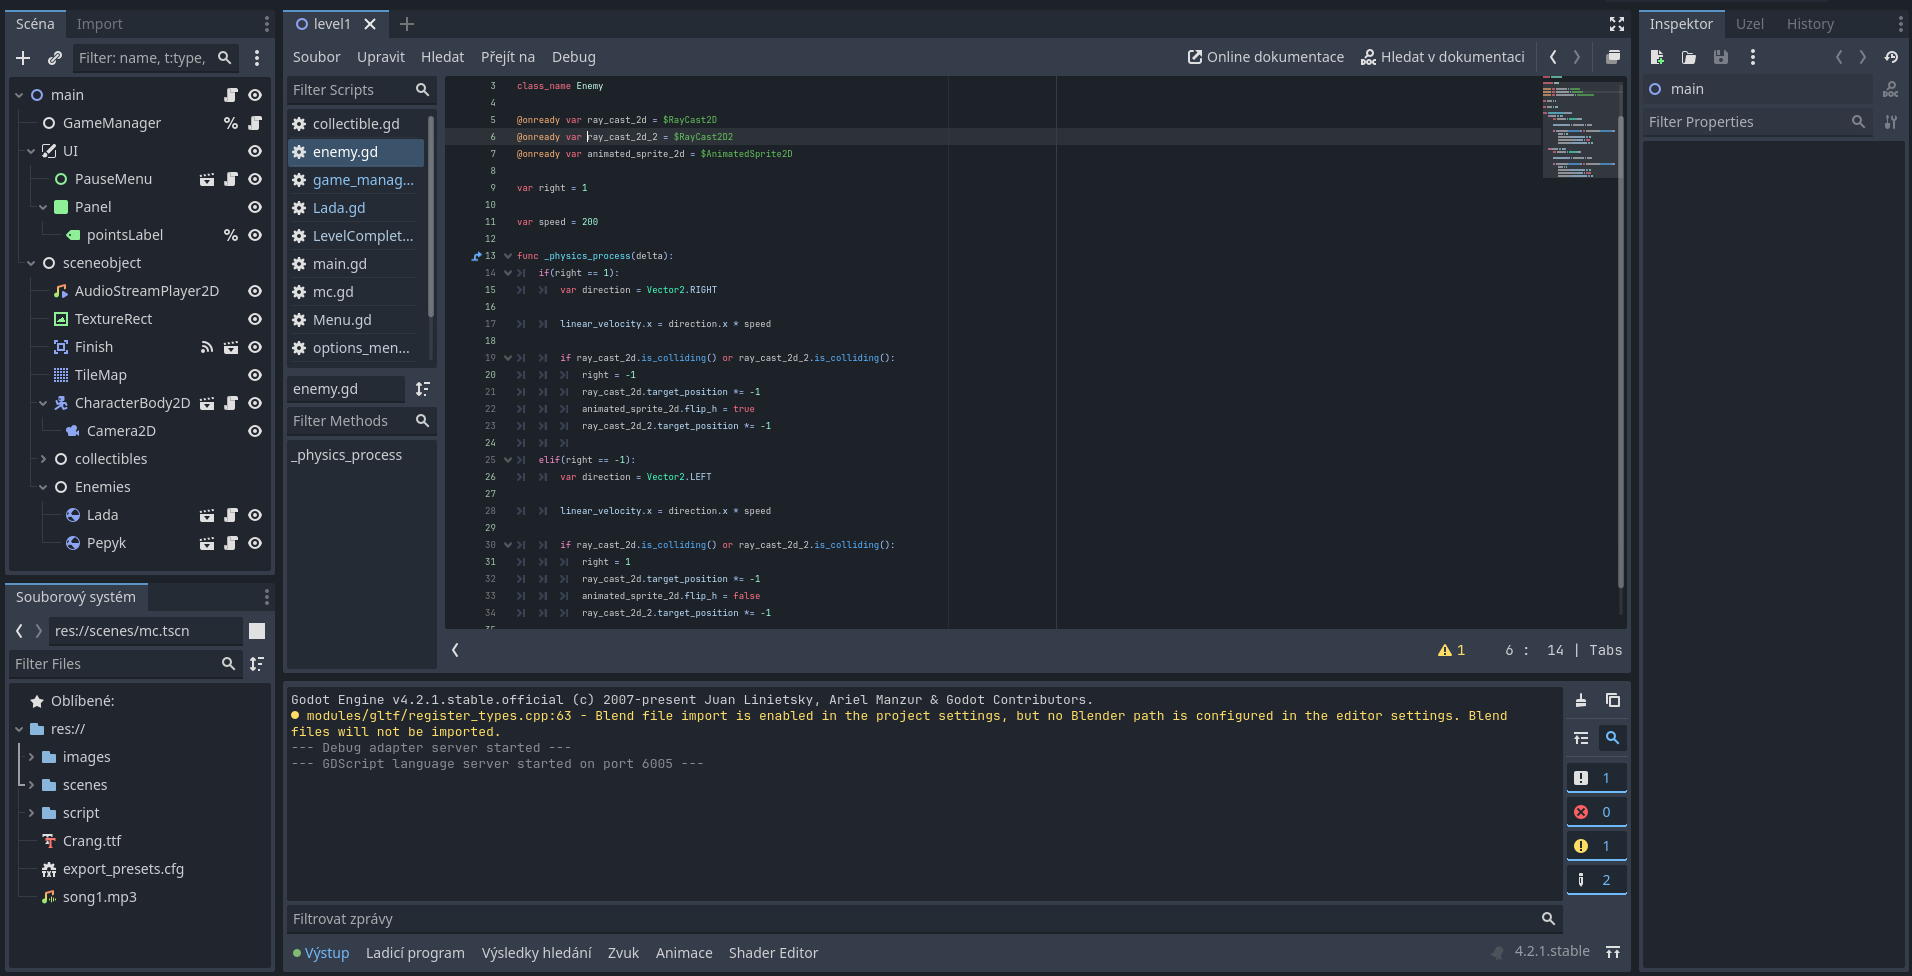 Scéna
Import
Filter: name, t:type,
main
GameManager
UI
PauseMenu
Panel
pointsLabel
sceneobject
AudioStreamPlayer2D
TextureRect
Finish
TileMap
CharacterBody2D
Camera2D
collectibles
Enemies
Lada
Pepyk
Souborový systém
res://scenes/mc.tscn
Filter Files
Oblíbené:
res://
images
scenes
script
Crang.ttf
export_presets.cfg
song1.mp3
level1
Soubor Upravit Hledat Přejít na Debug
Online dokumentace
Hledat v dokumentaci
Filter Scripts
collectible.gd
enemy.gd
game_manag...
Lada.gd
LevelComplet...
main.gd
mc.gd
Menu.gd
options_men...
enemy.gd
Filter Methods
_physics_process
3 class_name Enemy
4
5 @onready var ray_cast_2d = $RayCast2D
6 @onready var ray_cast_2d_2 = $RayCast2D2
7 @onready var animated_sprite_2d = $AnimatedSprite2D
8
9 var right = 1
10
11 var speed = 200
12
13 func _physics_process(delta):
14 if(right == 1):
15 var direction = Vector2.RIGHT
16
17 linear_velocity.x = direction.x * speed
18
19 if ray_cast_2d.is_colliding() or ray_cast_2d_2.is_colliding():
20 right = -1
21 ray_cast_2d.target_position *= -1
22 animated_sprite_2d.flip_h = true
23 ray_cast_2d_2.target_position *= -1
24
25 elif(right == -1):
26 var direction = Vector2.LEFT
27
28 linear_velocity.x = direction.x * speed
29
30 if ray_cast_2d.is_colliding() or ray_cast_2d_2.is_colliding():
31 right = 1
32 ray_cast_2d.target_position *= -1
33 animated_sprite_2d.flip_h = false
34 ray_cast_2d_2.target_position *= -1
1 6 : 14 | Tabs
Godot Engine v4.2.1.stable.official (c) 2007-present Juan Linietsky, Ariel Manzur & Godot Contributors.
modules/gltf/register_types.cpp:63 - Blend file import is enabled in the project settings, but no Blender path is configured in the editor settings. Blend
files will not be imported.
--- Debug adapter server started ---
--- GDScript language server started on port 6005 ---
1
0
1
2
Filtrovat zprávy
Výstup Ladicí program Výsledky hledání Zvuk Animace Shader Editor
4.2.1.stable
Inspektor
Uzel
History
main
DOC
Filter Properties